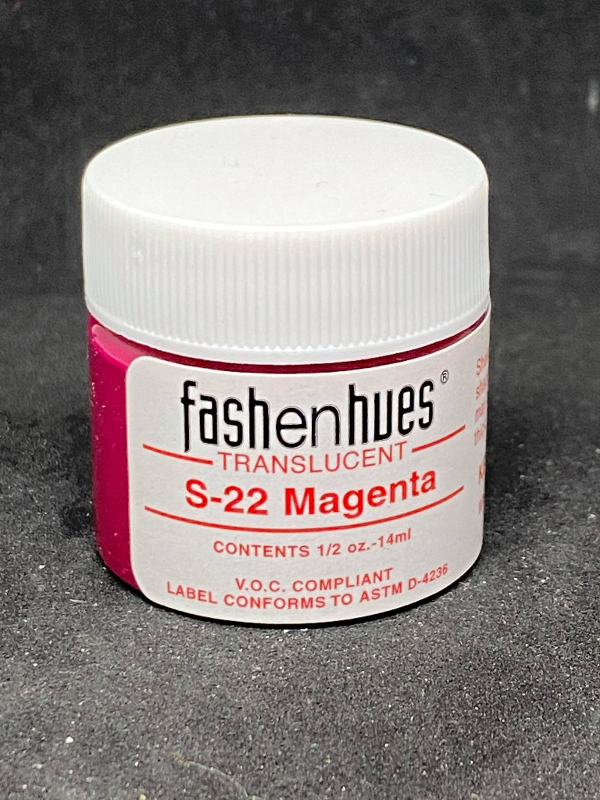 fashenhues®
TRANSLUCENT
S-22 Magenta
CONTENTS 1/2 oz.-14ml
V.O.C. COMPLIANT
LABEL CONFORMS TO ASTM D-4236